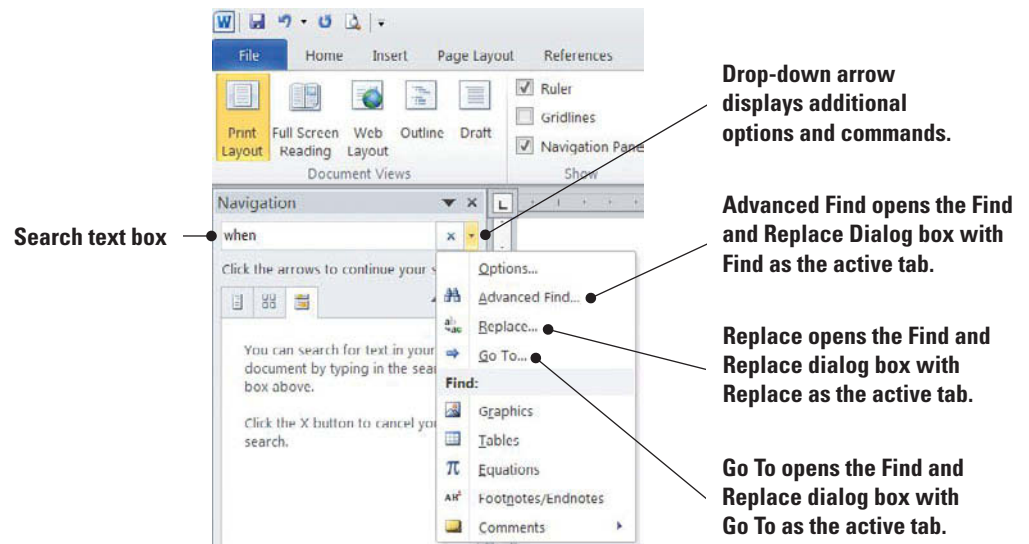 W
File Home Insert Page Layout References
Print Layout
Full Screen Reading
Web Layout
Outline
Draft
Document Views
Ruler
Gridlines
Navigation Pane
Show
Navigation
L
when
Click the arrows to continue your s
You can search for text in your
document by typing in the sea
box above.
Click the X button to cancel you
search.
Options...
Advanced Find...
Replace...
Go To...
Find:
Graphics
Tables
π Equations
AB¹ Footnotes/Endnotes
Comments
Search text box
Drop-down arrow
displays additional
options and commands.
Advanced Find opens the Find
and Replace Dialog box with
Find as the active tab.
Replace opens the Find and
Replace dialog box with
Replace as the active tab.
Go To opens the Find and
Replace dialog box with
Go To as the active tab.